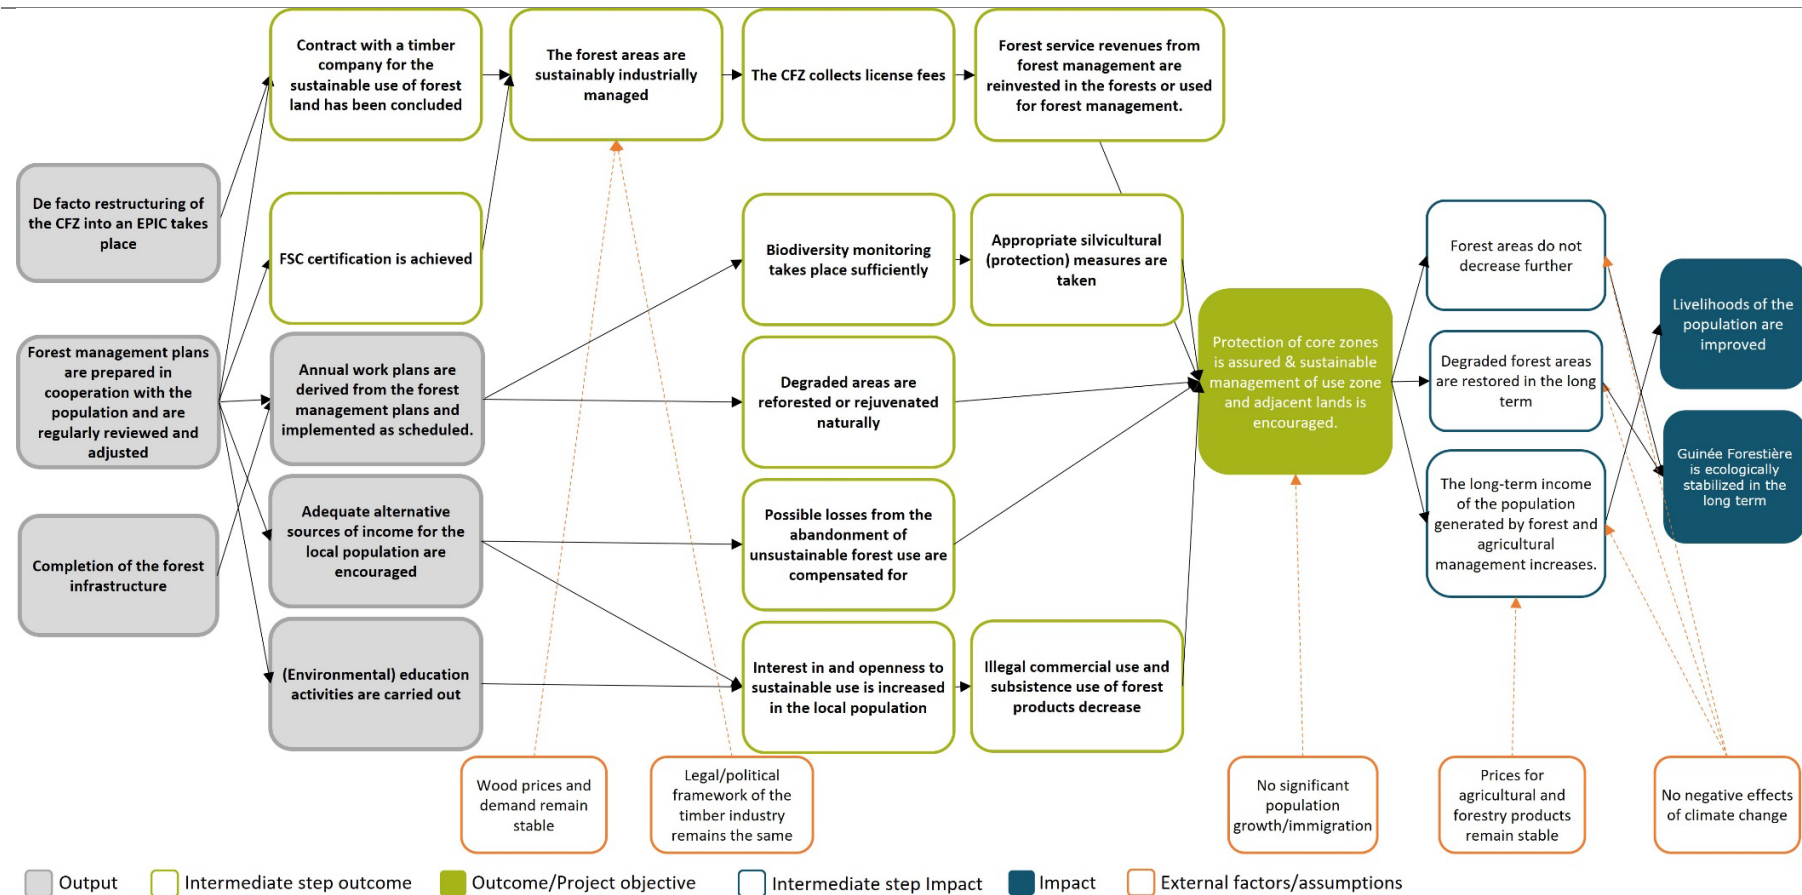 Contract with a timber
company for the
sustainable use of forest
land has been concluded
The forest areas are
sustainably industrially
managed
The CFZ collects license fees
Forest service revenues from
forest management are
reinvested in the forests or used
for forest management.
De facto restructuring of
the CFZ into an EPIC takes
place
FSC certification is achieved
Biodiversity monitoring
takes place sufficiently
Appropriate silvicultural
(protection) measures are
taken
Forest areas do not
decrease further
Livelihoods of the
population are
improved
Forest management plans
are prepared in
cooperation with the
population and are
regularly reviewed and
adjusted
Annual work plans are
derived from the forest
management plans and
implemented as scheduled.
Degraded areas are
reforested or rejuvenated
naturally
Protection of core zones
is assured & sustainable
management of use zone
and adjacent lands is
encouraged.
Degraded forest areas
are restored in the long
term
Guinée Forestière
is ecologically
stabilized in the
long term
Completion of the forest
infrastructure
Adequate alternative
sources of income for the
local population are
encouraged
Possible losses from the
abandonment of
unsustainable forest use are
compensated for
The long-term income
of the population
generated by forest and
agricultural
management increases.
(Environmental) education
activities are carried out
Interest in and openness to
sustainable use is increased
in the local population
Illegal commercial use and
subsistence use of forest
products decrease
Wood prices and
demand remain
stable
Legal/political
framework of the
timber industry
remains the same
No significant
population
growth/immigration
Prices for
agricultural and
forestry products
remain stable
No negative effects
of climate change
Output
Intermediate step outcome
Outcome/Project objective
Intermediate step Impact
Impact
External factors/assumptions